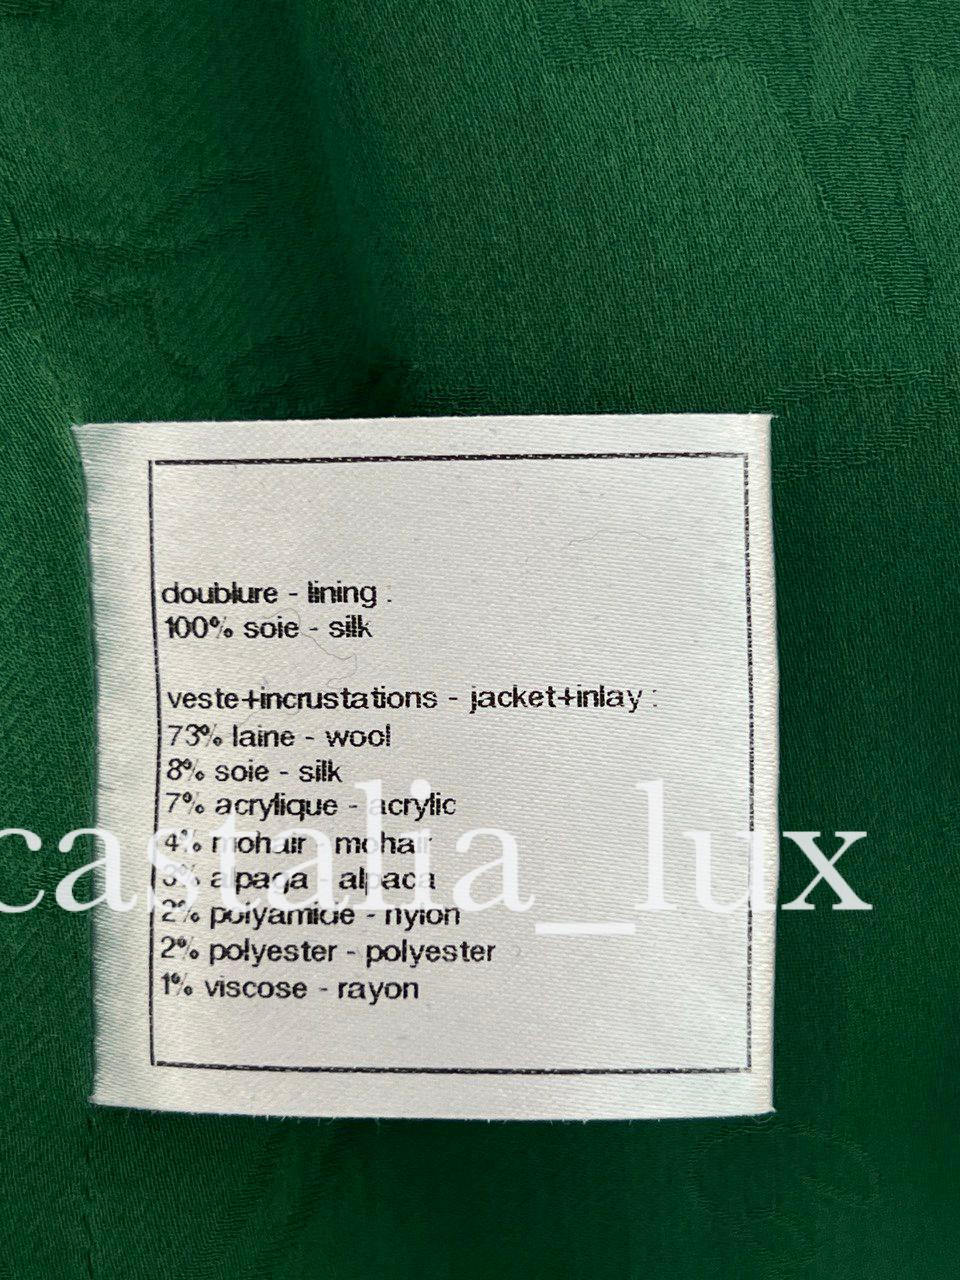 doublure - lining :
100% soie - silk
veste+incrustations - jacket+inlay :
73% laine - wool
8% soie - silk
7% acrylique - acrylic
4% mohair - mohair
3% alpaga - alpaca
2% polyamide - nylon
2% polyester - polyester
1% viscose - rayon
castalia_lux